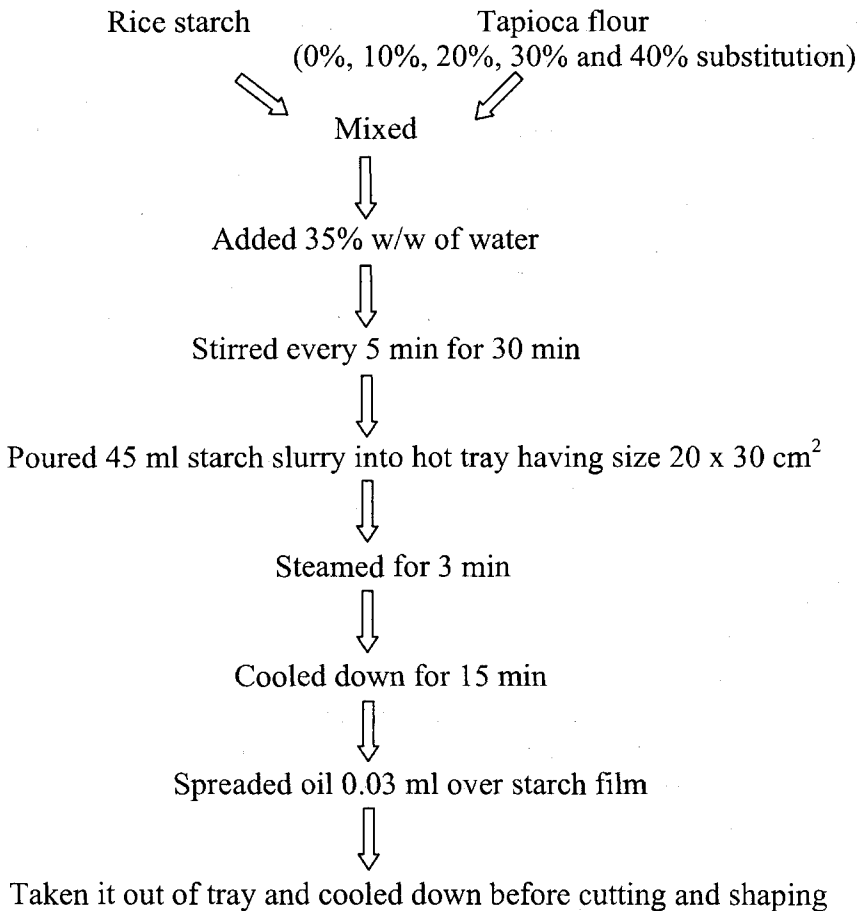 Rice starch
Tapioca flour
(0%, 10%, 20%, 30% and 40% substitution)
Mixed
Added 35% w/w of water
Stirred every 5 min for 30 min
Poured 45 ml starch slurry into hot tray having size 20 x 30 cm²
Steamed for 3 min
Cooled down for 15 min
Spreaded oil 0.03 ml over starch film
Taken it out of tray and cooled down before cutting and shaping